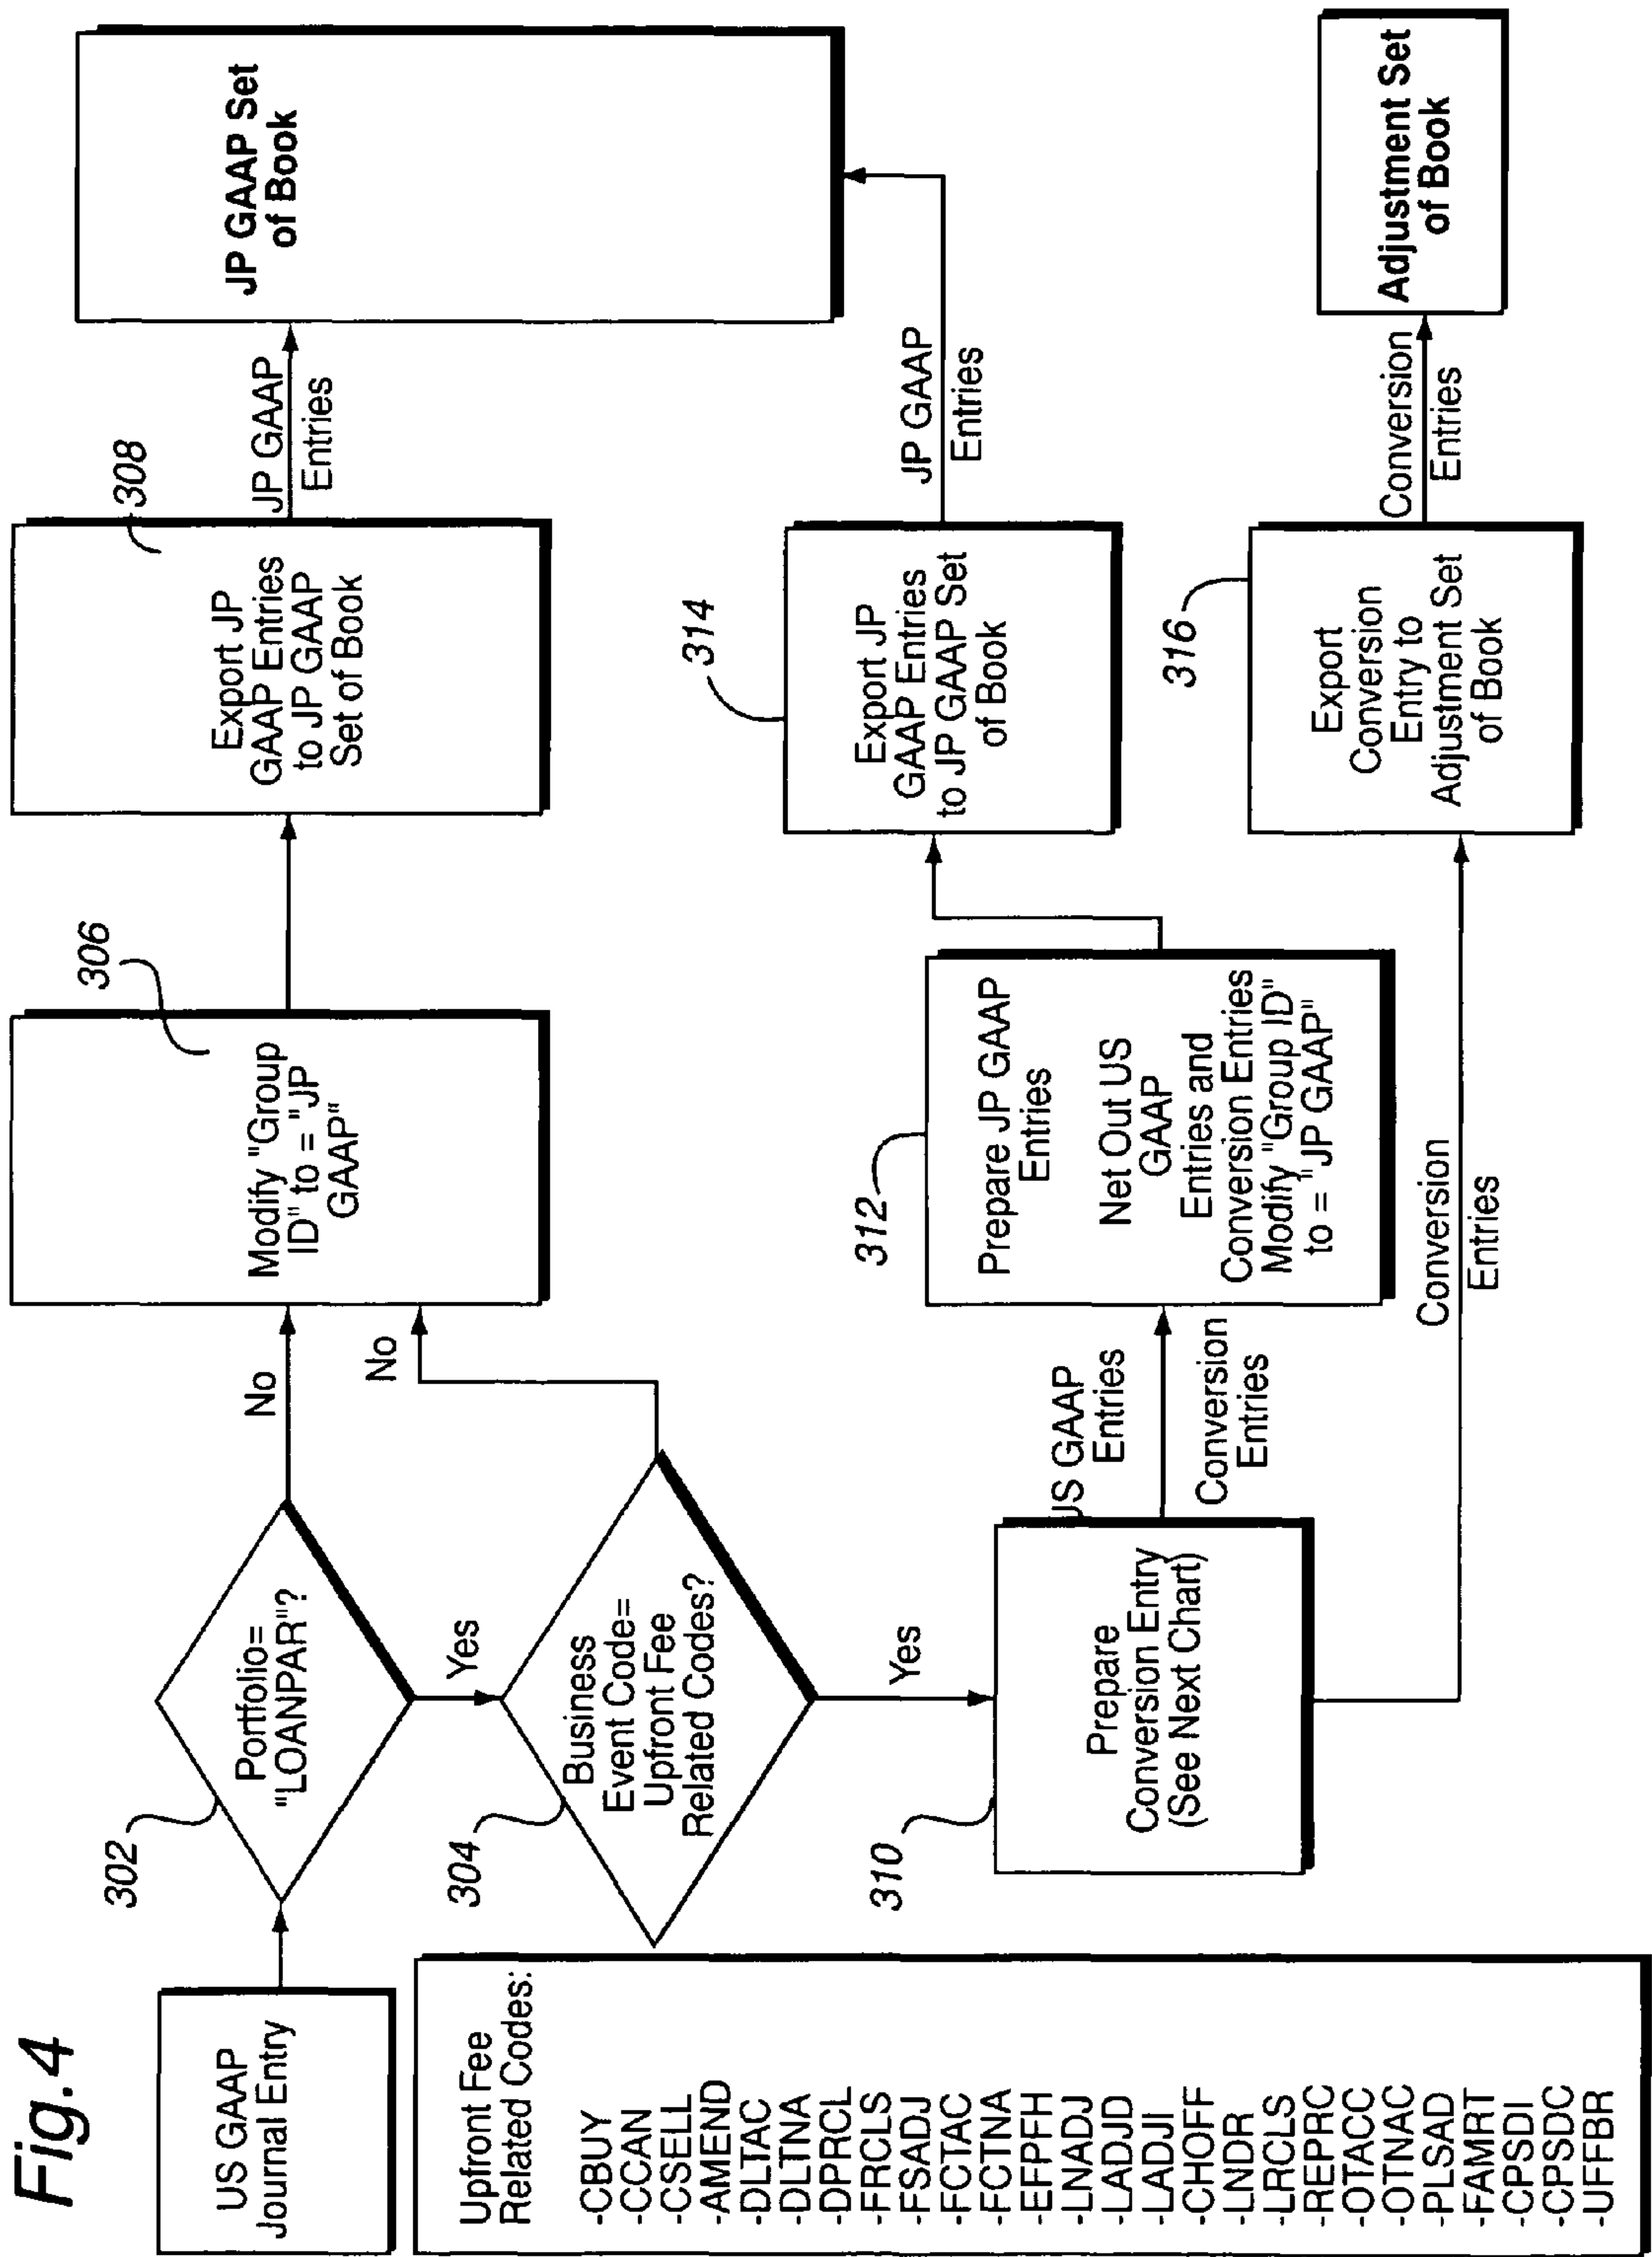 Fig.4
US GAAP
Journal Entry
302
Portfolio=
"LOANPAR"?
No
Yes
306
Modify "Group
ID" to = "JP
GAAP"
308
Export JP
GAAP Entries
to JP GAAP
Set of Book
JP GAAP
Entries
JP GAAP Set
of Book
304
Business
Event Code=
Upfront Fee
Related Codes?
No
Yes
310
Prepare
Conversion Entry
(See Next Chart)
US GAAP
Entries
Conversion
Entries
312
Prepare JP GAAP
Entries
Net Out US
GAAP
Entries and
Conversion Entries
Modify "Group ID"
to = "JP GAAP"
314
Export JP
GAAP Entries
to JP GAAP Set
of Book
JP GAAP
Entries
Conversion
Entries
316
Export
Conversion
Entry to
Adjustment Set
of Book
Conversion
Entries
Adjustment Set
of Book
Upfront Fee
Related Codes:
-CBUY
-CCAN
-CSELL
-AMEND
-DLTAC
-DLTNA
-DPRCL
-FRCLS
-FSADJ
-FCTAC
-FCTNA
-EFPFH
-LNADJ
-LADJD
-LADJI
-CHOFF
-LNDR
-LRCLS
-REPRC
-OTACC
-OTNAC
-PLSAD
-FAMRT
-CPSDI
-CPSDC
-UFFBR